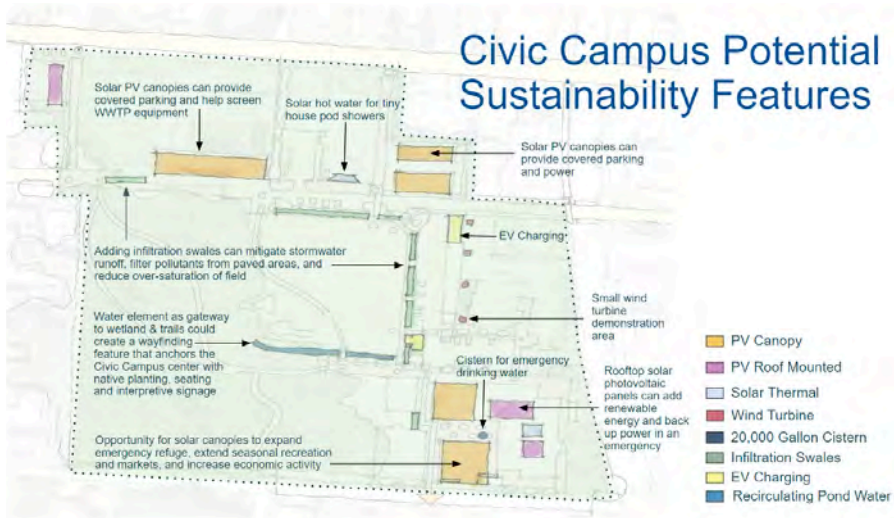 Civic Campus Potential
Sustainability Features
Solar PV canopies can provide
covered parking and help screen
WWTP equipment
Solar hot water for tiny
house pod showers
Solar PV canopies can
provide covered parking
and power
EV Charging
Adding infiltration swales can mitigate stormwater
runoff, filter pollutants from paved areas, and
reduce over-saturation of field
Water element as gateway
to wetland & trails could
create a wayfinding
feature that anchors the
Civic Campus center with
native planting, seating
and interpretive signage
Small wind
turbine
demonstration
area
Cistern for emergency
drinking water
Rooftop solar
photovoltaic
panels can add
renewable
energy and back
up power in an
emergency
Opportunity for solar canopies to expand
emergency refuge, extend seasonal recreation
and markets, and increase economic activity
PV Canopy
PV Roof Mounted
Solar Thermal
Wind Turbine
20,000 Gallon Cistern
Infiltration Swales
EV Charging
Recirculating Pond Water